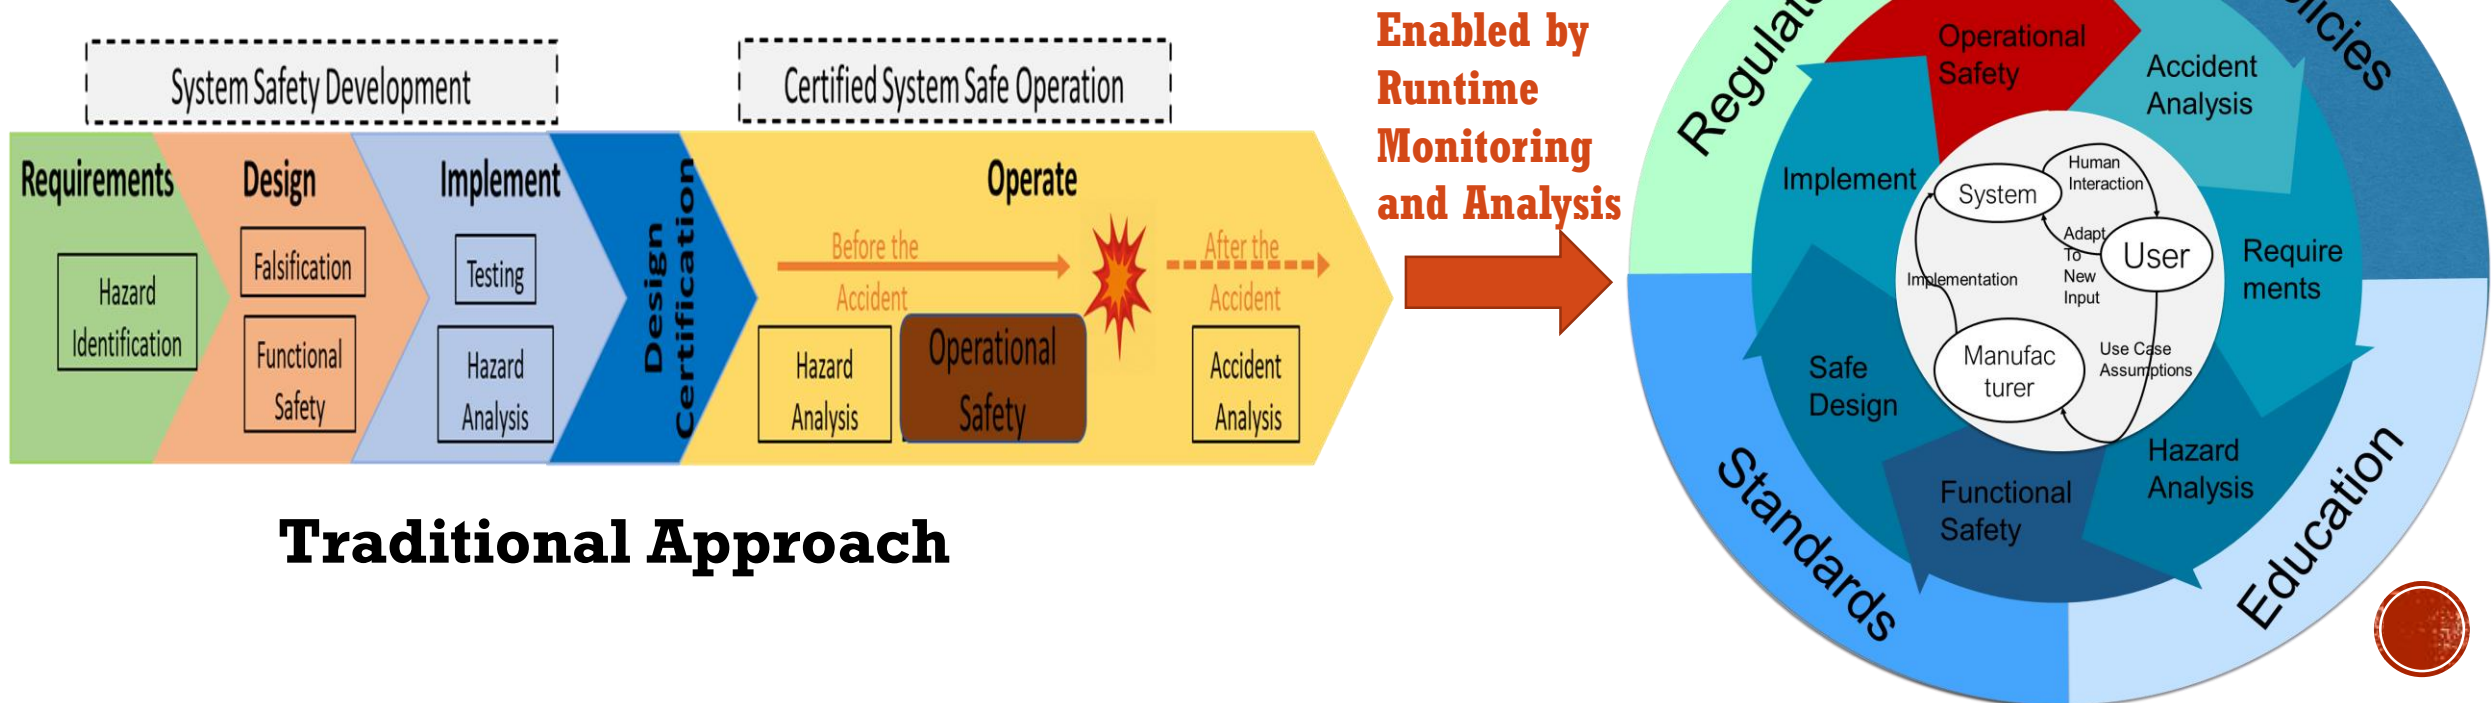 System Safety Development
Certified System Safe Operation
Requirements
Hazard
Identification
Design
Falsification
Functional
Safety
Implement
Testing
Hazard
Analysis
Design
Certification
Operate
Before the
Accident
After the
Accident
Hazard
Analysis
Operational
Safety
Accident
Analysis
Traditional Approach
Enabled by
Runtime
Monitoring
and Analysis
Operational
Safety
Accident
Analysis
Require
ments
Hazard
Analysis
Functional
Safety
Safe
Design
Implement
System
Human
Interaction
User
Adapt
To
New
Input
Implementation
Manufac
turer
Use Case
Assumptions
Standards
Education